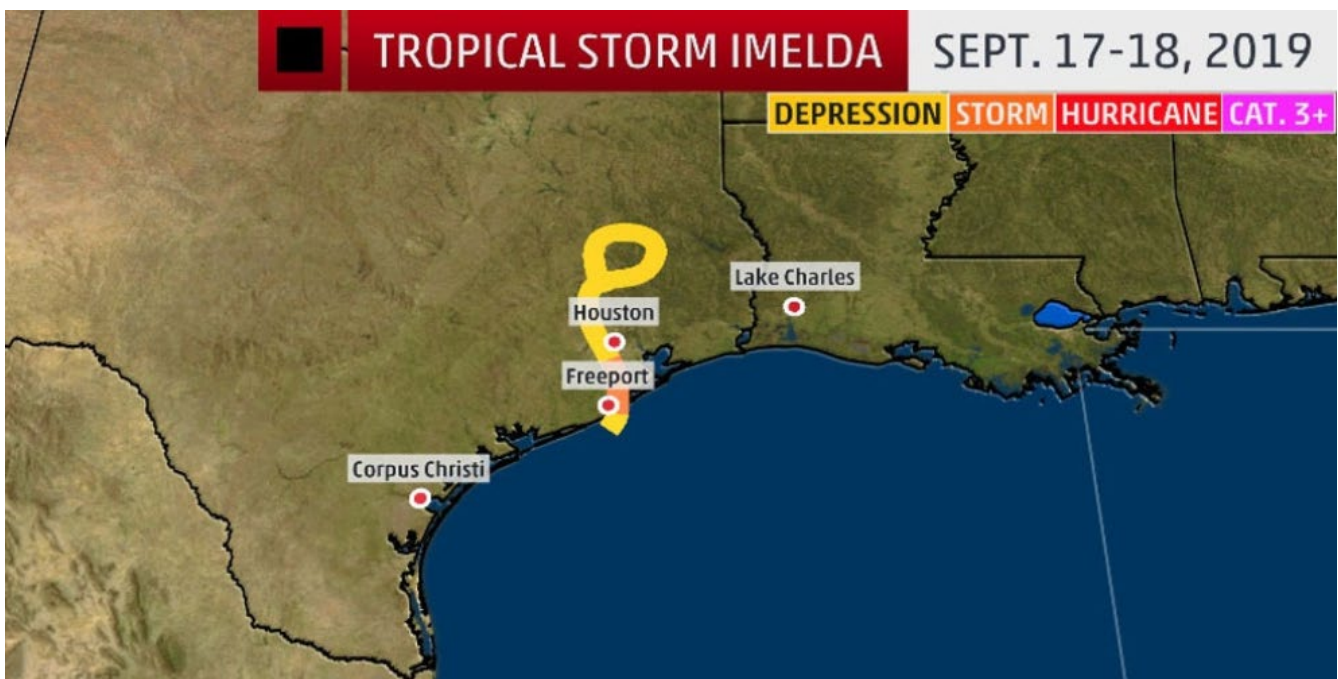 TROPICAL STORM IMELDA
SEPT. 17-18, 2019
DEPRESSION STORM HURRICANE CAT. 3+
Lake Charles
Houston
Freeport
Corpus Christi